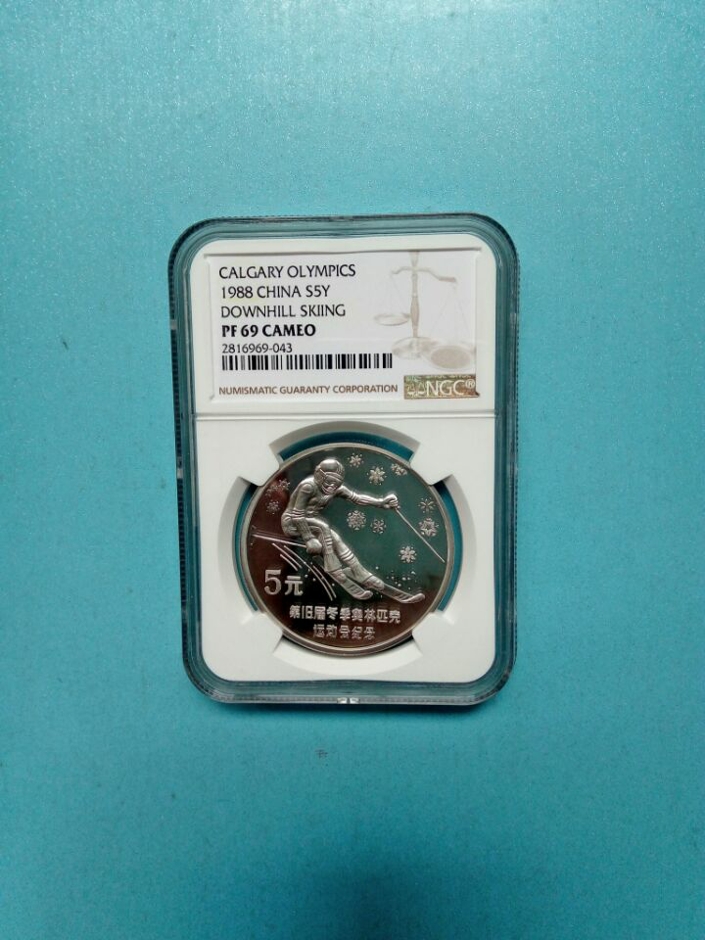 CALGARY OLYMPICS
1988 CHINA S5Y
DOWNHILL SKIING
PF 69 CAMEO
2816969-043
NUMISMATIC GUARANTY CORPORATION
NGC®
5元
第15届冬季奥林匹克
运动会纪念